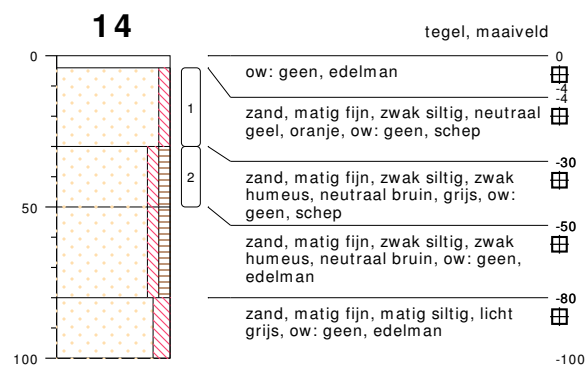 14
tegel, maaiveld
0
0
ow: geen, edelman
-4
-4
zand, matig fijn, zwak siltig, neutraal
geel, oranje, ow: geen, schep
1
-30
zand, matig fijn, zwak siltig, zwak
humeus, neutraal bruin, grijs, ow:
geen, schep
2
50
-50
zand, matig fijn, zwak siltig, zwak
humeus, neutraal bruin, ow: geen,
edelman
-80
zand, matig fijn, matig siltig, licht
grijs, ow: geen, edelman
100
-100